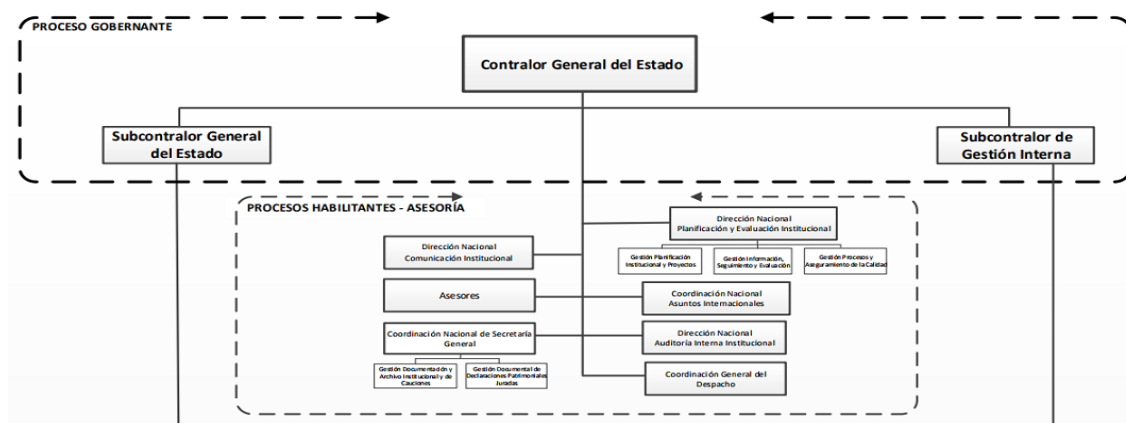 PROCESO GOBERNANTE
Contralor General del Estado
Subcontralor General
del Estado
Subcontralor de
Gestión Interna
PROCESOS HABILITANTES - ASESORÍA
Dirección Nacional
Planificación y Evaluación Institucional
Gestión Planificación
Institucional y Proyectos
Gestión Información,
Seguimiento y Evaluación
Gestión Procesos y
Aseguramiento de la Calidad
Dirección Nacional
Comunicación Institucional
Asesores
Coordinación Nacional
Asuntos Internacionales
Coordinación Nacional de Secretaría
General
Dirección Nacional
Auditoría Interna Institucional
Gestión Documentación y
Archivo Institucional y de
Cauciones
Gestión Documental de
Declaraciones Patrimoniales
Juradas
Coordinación General del
Despacho